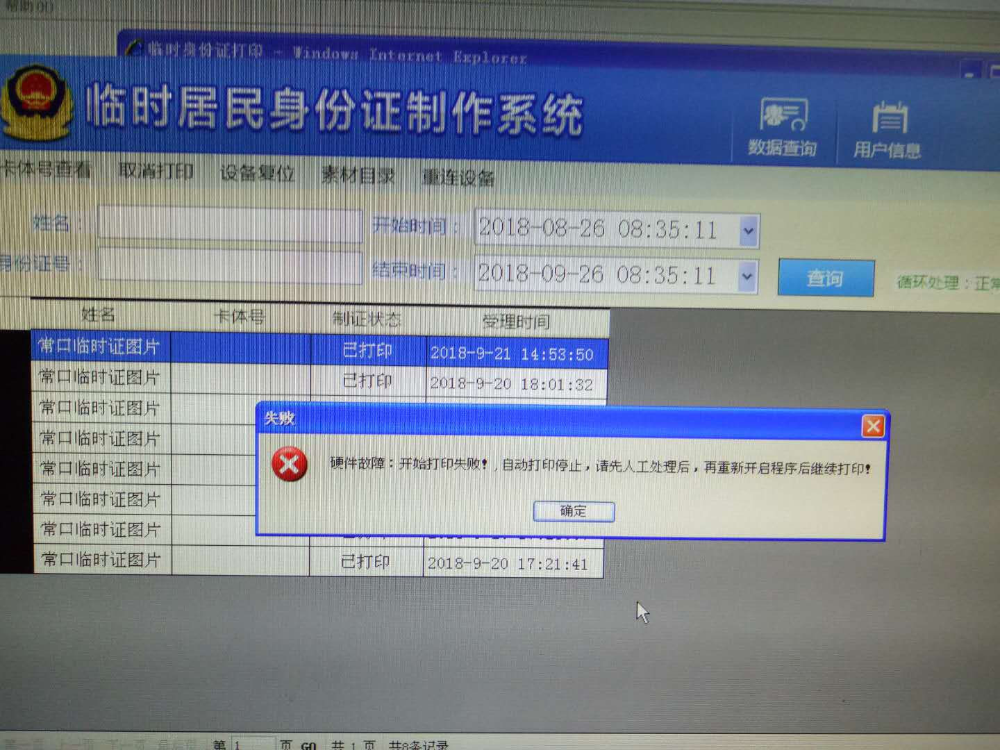 帮助(H)
临时身份证打印 - Windows Internet Explorer
临时居民身份证制作系统
数据查询 用户信息
卡体号查看 取消打印 设备复位 素材目录 重连设备
姓名： 开始时间： 2018-08-26 08:35:11
身份证号： 结束时间： 2018-09-26 08:35:11 查询 循环处理：正常
姓名 卡体号 制证状态 受理时间
常口临时证图片 已打印 2018-9-21 14:53:50
常口临时证图片 已打印 2018-9-20 18:01:32
常口临时证图片
失败
常口临时证图片
硬件故障：开始打印失败！,自动打印停止，请先人工处理后，再重新开启程序后继续打印!
常口临时证图片
常口临时证图片
确定
常口临时证图片
常口临时证图片 已打印 2018-9-20 17:21:41
第一页 上一页 下一页 最后页 第 1 页 GO 共 1 页 共8条记录